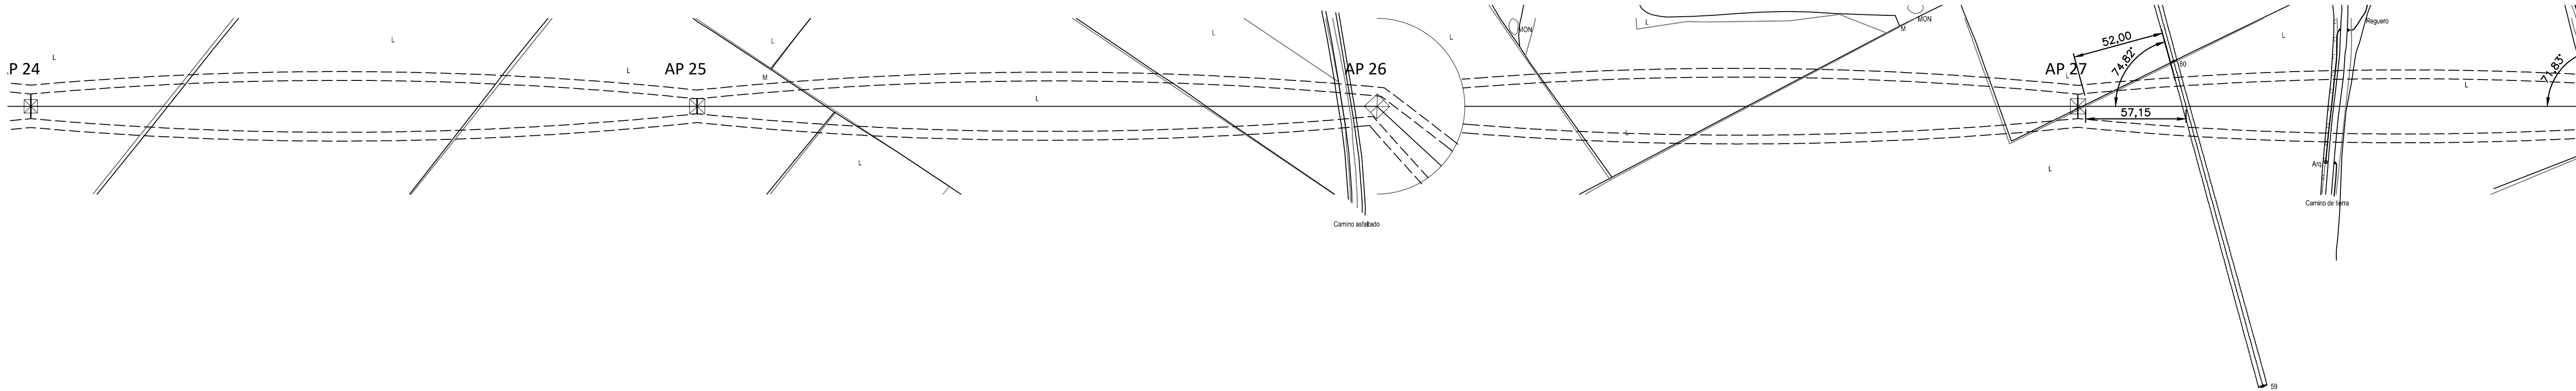 .P 24
L
L
L
AP 25
L
M
L
L
L
AP 26
Camino asfaltado
L
MON
L
L
M
MON
AP 27
L
52,00
74,82°
57,15
60
L
59
L
Reguero
Arq.
Camino de tierra
L
71,83°